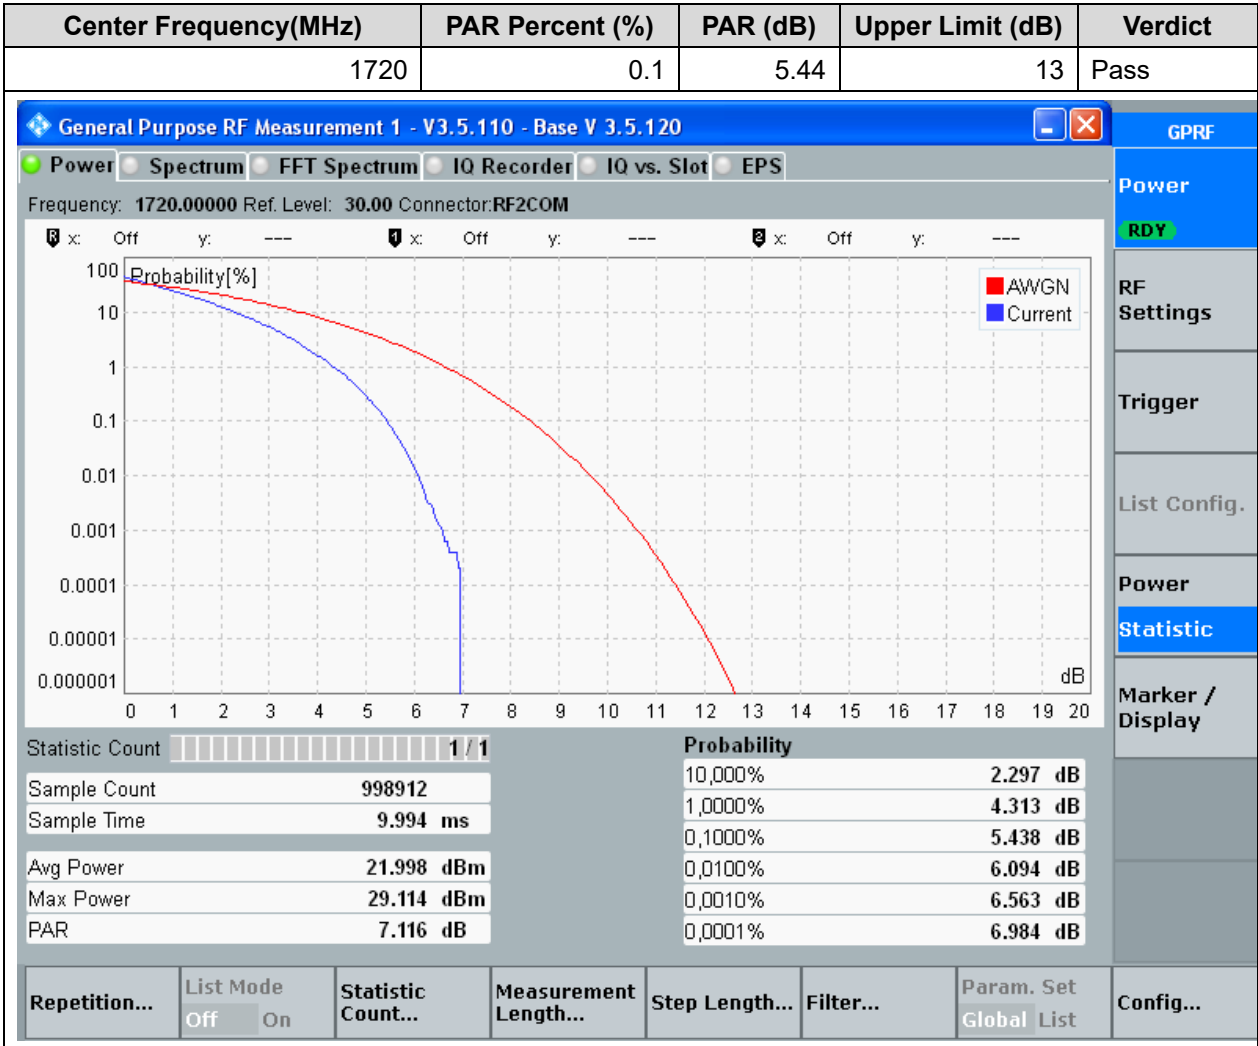 Center Frequency(MHz) PAR Percent (%) PAR (dB) Upper Limit (dB) Verdict
1720 0.1 5.44 13 Pass
General Purpose RF Measurement 1 - V3.5.110 - Base V 3.5.120
GPRF
Power Spectrum FFT Spectrum IQ Recorder IQ vs. Slot EPS
Frequency: 1720.00000 Ref. Level: 30.00 Connector:RF2COM
R x: Off y: --- 1 x: Off y: --- 2 x: Off y: ---
Probability[%]
AWGN
Current
100
10
1
0.1
0.01
0.001
0.0001
0.00001
0.000001
dB
0 1 2 3 4 5 6 7 8 9 10 11 12 13 14 15 16 17 18 19 20
Statistic Count 1 / 1
Sample Count 998912
Sample Time 9.994 ms
Avg Power 21.998 dBm
Max Power 29.114 dBm
PAR 7.116 dB
Probability
10,000% 2.297 dB
1,0000% 4.313 dB
0,1000% 5.438 dB
0,0100% 6.094 dB
0,0010% 6.563 dB
0,0001% 6.984 dB
Power
RDY
RF
Settings
Trigger
List Config.
Power
Statistic
Marker /
Display
Repetition...
List Mode
Off On
Statistic
Count...
Measurement
Length...
Step Length...
Filter...
Param. Set
Global List
Config...